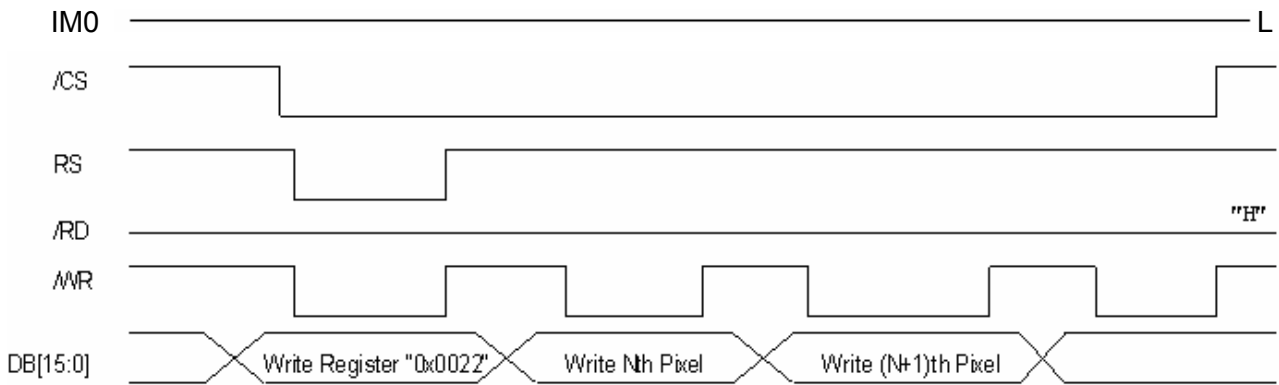 IM0 L
/CS
RS
/RD "H"
/WR
DB[15:0] Write Register "0x0022" Write Nth Pixel Write (N+1)th Pixel